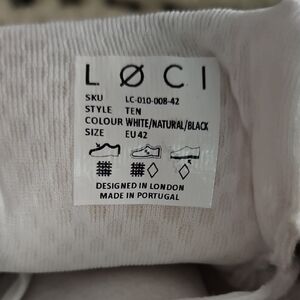 LØCI
SKU LC-010-008-42
STYLE TEN
COLOUR WHITE/NATURAL/BLACK
SIZE EU 42
DESIGNED IN LONDON
MADE IN PORTUGAL